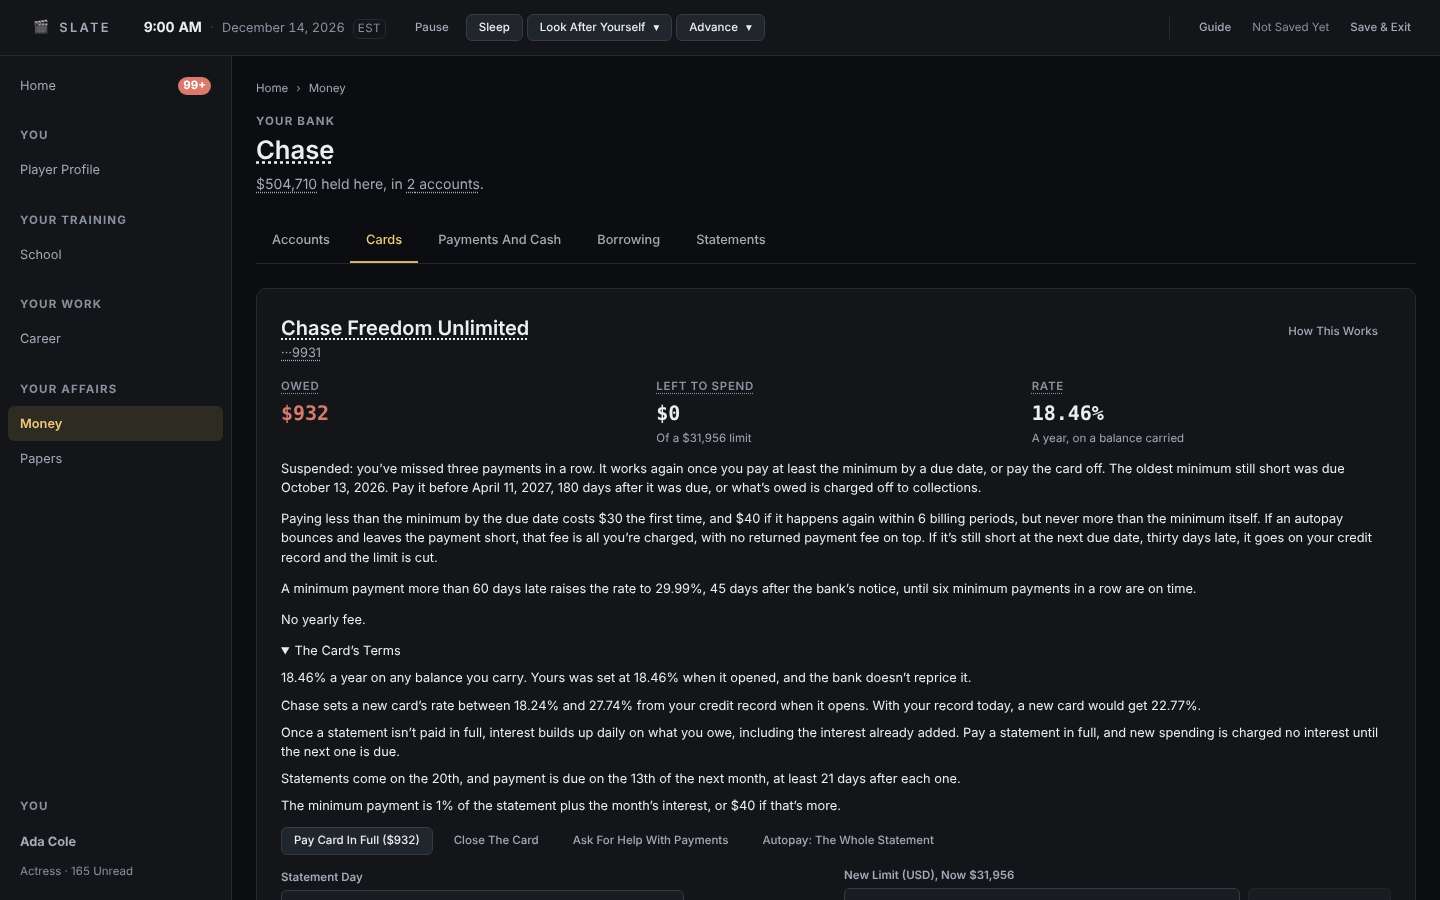 SLATE
9:00 AM · December 14, 2026 EST
Pause
Sleep
Look After Yourself ▾
Advance ▾
Guide
Not Saved Yet
Save & Exit
Home
99+
YOU
Player Profile
YOUR TRAINING
School
YOUR WORK
Career
YOUR AFFAIRS
Money
Papers
YOU
Ada Cole
Actress · 165 Unread
Home › Money
YOUR BANK
Chase
$504,710 held here, in 2 accounts.
Accounts
Cards
Payments And Cash
Borrowing
Statements
Chase Freedom Unlimited
How This Works
···9931
OWED
$932
LEFT TO SPEND
$0
Of a $31,956 limit
RATE
18.46%
A year, on a balance carried
Suspended: you’ve missed three payments in a row. It works again once you pay at least the minimum by a due date, or pay the card off. The oldest minimum still short was due
October 13, 2026. Pay it before April 11, 2027, 180 days after it was due, or what’s owed is charged off to collections.
Paying less than the minimum by the due date costs $30 the first time, and $40 if it happens again within 6 billing periods, but never more than the minimum itself. If an autopay
bounces and leaves the payment short, that fee is all you’re charged, with no returned payment fee on top. If it’s still short at the next due date, thirty days late, it goes on your credit
record and the limit is cut.
A minimum payment more than 60 days late raises the rate to 29.99%, 45 days after the bank’s notice, until six minimum payments in a row are on time.
No yearly fee.
▼ The Card’s Terms
18.46% a year on any balance you carry. Yours was set at 18.46% when it opened, and the bank doesn’t reprice it.
Chase sets a new card’s rate between 18.24% and 27.74% from your credit record when it opens. With your record today, a new card would get 22.77%.
Once a statement isn’t paid in full, interest builds up daily on what you owe, including the interest already added. Pay a statement in full, and new spending is charged no interest until
the next one is due.
Statements come on the 20th, and payment is due on the 13th of the next month, at least 21 days after each one.
The minimum payment is 1% of the statement plus the month’s interest, or $40 if that’s more.
Pay Card In Full ($932)
Close The Card
Ask For Help With Payments
Autopay: The Whole Statement
Statement Day
New Limit (USD), Now $31,956